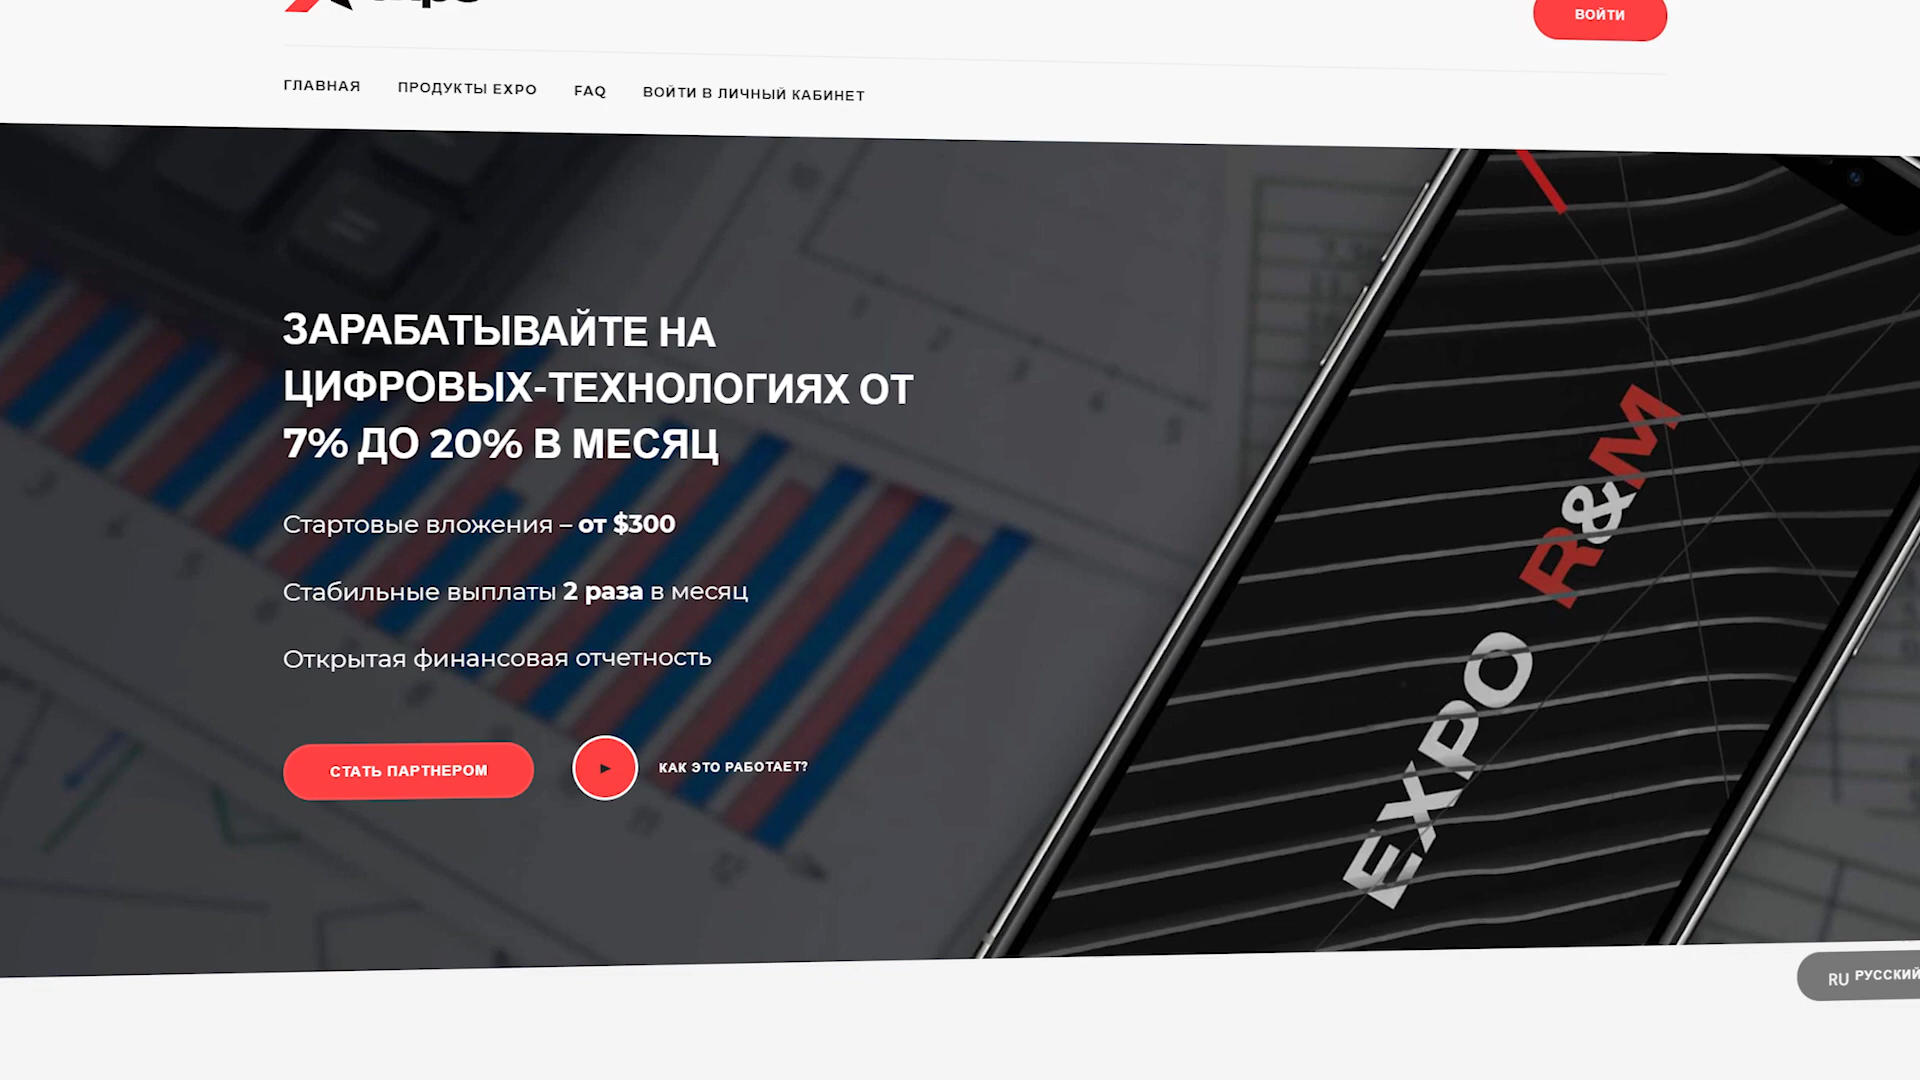 ВОЙТИ
ГЛАВНАЯ
ПРОДУКТЫ EXPO
FAQ
ВОЙТИ В ЛИЧНЫЙ КАБИНЕТ
ЗАРАБАТЫВАЙТЕ НА
ЦИФРОВЫХ-ТЕХНОЛОГИЯХ ОТ
7% ДО 20% В МЕСЯЦ
Стартовые вложения – от $300
Стабильные выплаты 2 раза в месяц
Открытая финансовая отчетность
СТАТЬ ПАРТНЕРОМ
КАК ЭТО РАБОТАЕТ?
EXPO R&M
RU РУССКИЙ